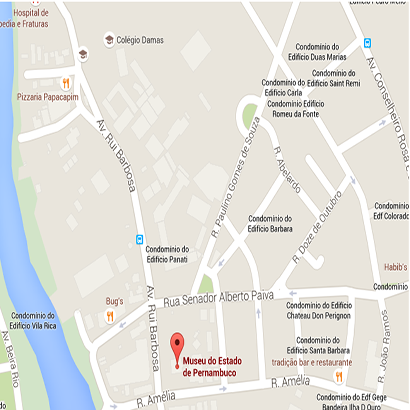 Hospital de
pedia e Fraturas
Colégio Damas
Pizzaria Papacapim
Av. Rui Barbosa
Condomínio do
Edifício Duas Marias
Condomínio do
Edifício Saint Remi
Condomínio do
Edifício Carla
Condomínio Edifício
Romeu da Fonte
Av. Conselheiro Rosa E
R. Paulino Gomes de Souza
R. Abelardo
R. Doze de Outubro
Condomínio
Edf Colorado
Condomínio do
Edifício Barbara
Condomínio do
Edifício Panati
Habib's
Condomínio
Bug's
Rua Senador Alberto Paiva
Av. Rui Barbosa
Condomínio do
Edifício Vila Rica
Av. Beira Rio
Condomínio do Edifício
Chateau Don Perignon
Condomínio do
Edifício Santa Barbara
tradição bar e restaurante
R. João Ramos
Museu do Estado
de Pernambuco
R. Amélia
R. Amélia
Condomínio do Edf Gege
Bandeira Ilha D Ouro